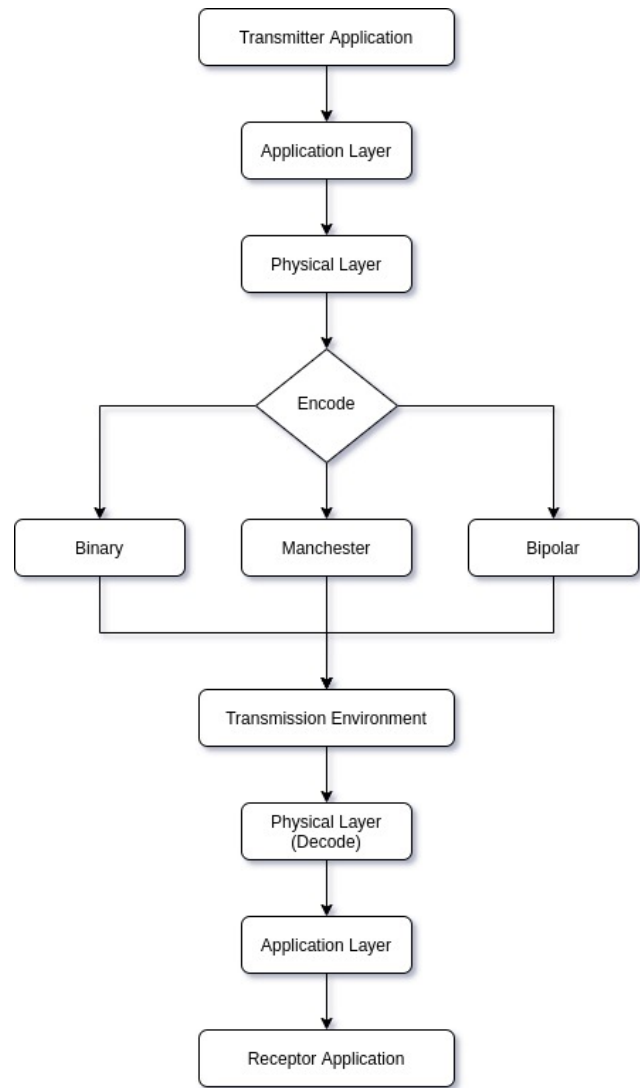 Transmitter Application
Application Layer
Physical Layer
Encode
Binary
Manchester
Bipolar
Transmission Environment
Physical Layer
(Decode)
Application Layer
Receptor Application